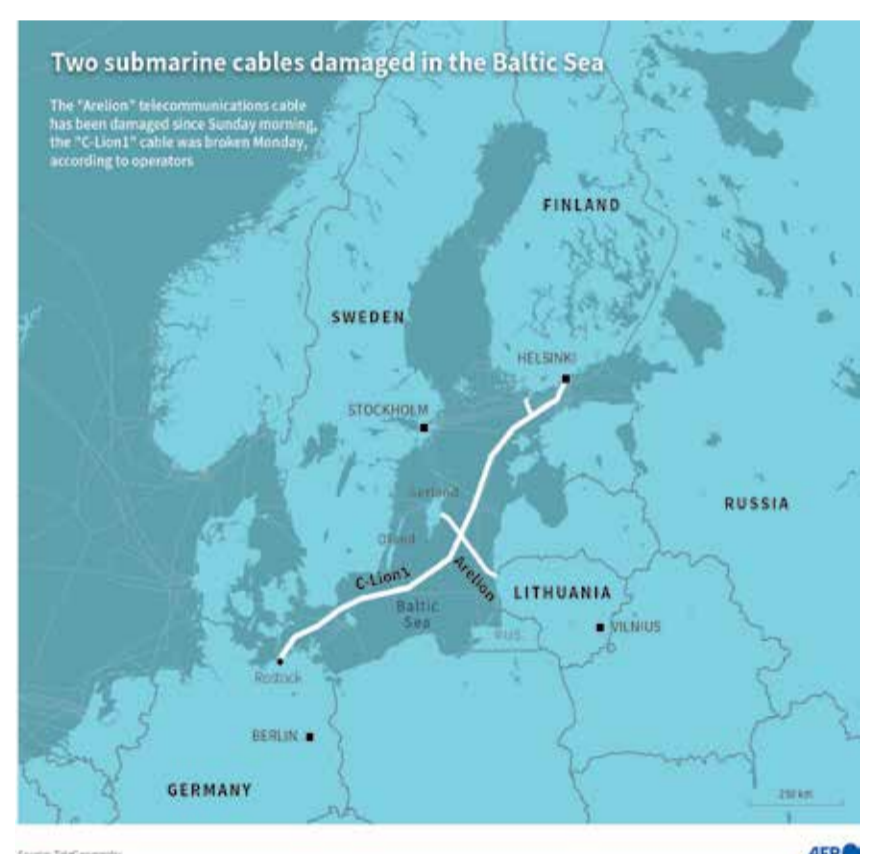 Two submarine cables damaged in the Baltic Sea
The "Arelion" telecommunications cable
has been damaged since Sunday morning,
the "C-Lion1" cable was broken Monday,
according to operators
FINLAND
SWEDEN
HELSINKI
STOCKHOLM
RUSSIA
Oland
C-Lion1
Arelion
LITHUANIA
Baltic
Sea
RUS.
VILNIUS
Rostock
BERLIN
GERMANY
250 km
AFP